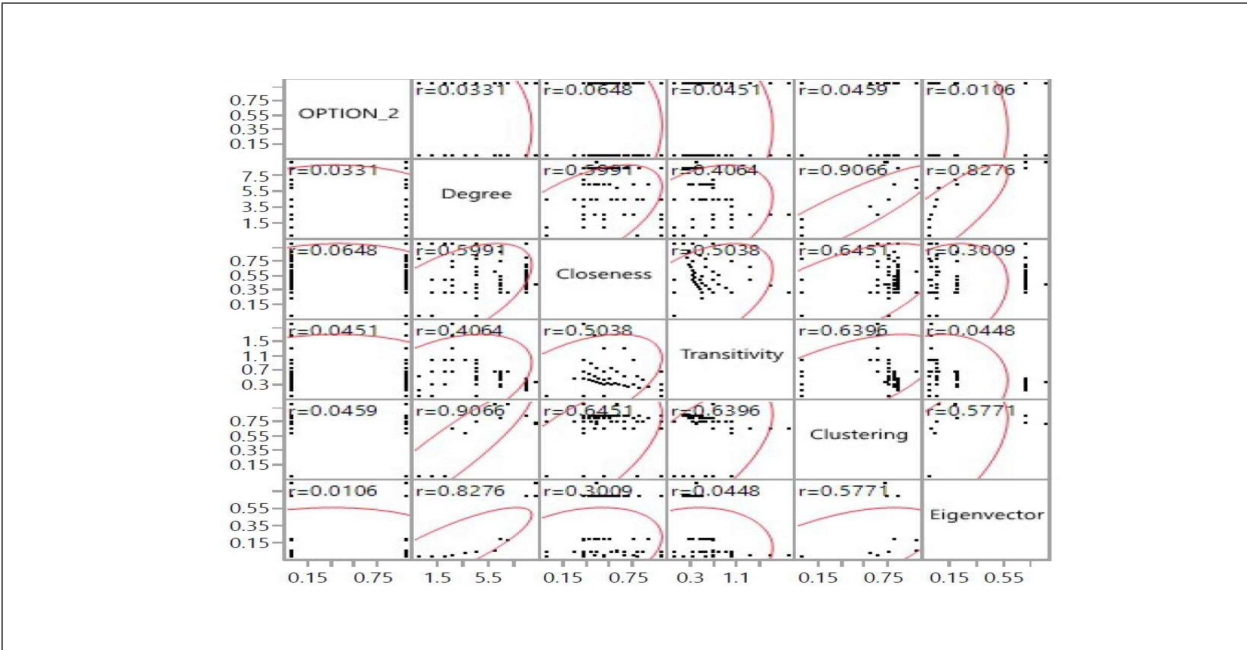 0.75
0.55
0.35
0.15
OPTION_2
r=0.0331
r=0.0648
r=0.0451
r=0.0459
r=0.0106
7.5
5.5
3.5
1.5
r=0.0331
Degree
r=0.5991
r=0.4064
r=0.9066
r=0.8276
0.75
0.55
0.35
0.15
r=0.0648
r=0.5991
Closeness
r=0.5038
r=0.6451
r=0.3009
1.5
1.1
0.7
0.3
r=0.0451
r=0.4064
r=0.5038
Transitivity
r=0.6396
r=0.0448
0.75
0.55
0.35
0.15
r=0.0459
r=0.9066
r=0.6451
r=0.6396
Clustering
r=0.5771
0.55
0.35
0.15
r=0.0106
r=0.8276
r=0.3009
r=0.0448
r=0.5771
Eigenvector
0.15 0.75 1.5 5.5 0.15 0.75 0.3 1.1 0.15 0.75 0.15 0.55